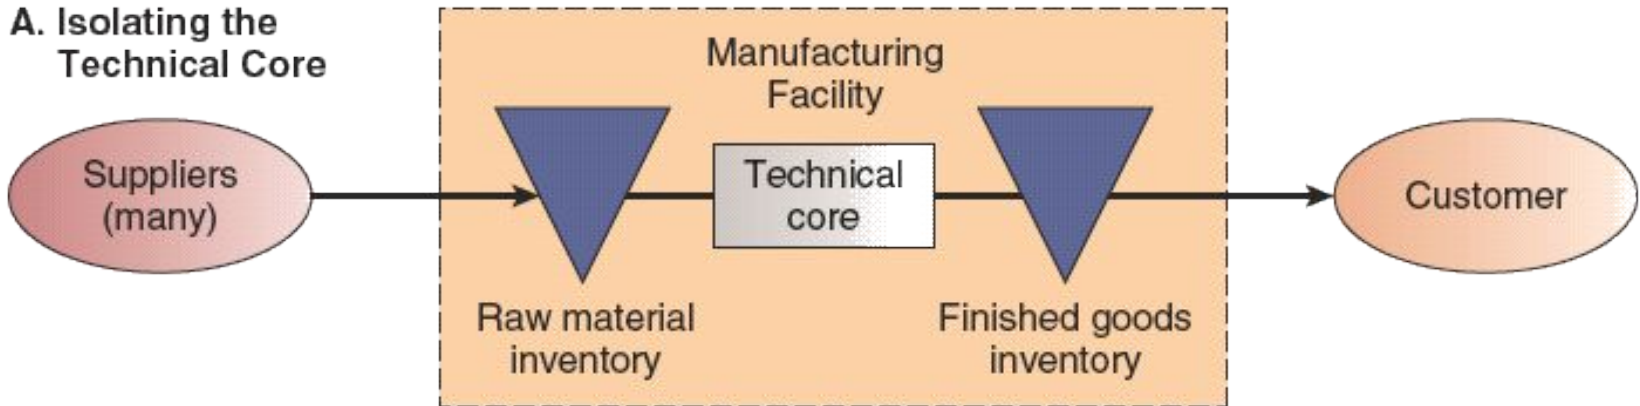 A. Isolating the
Technical Core
Manufacturing
Facility
Suppliers
(many)
Technical
core
Customer
Raw material
inventory
Finished goods
inventory